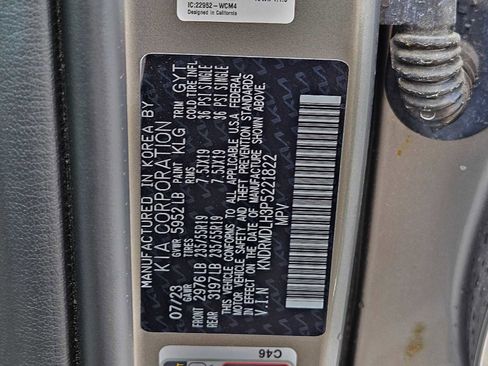 IC:22952-WCM4
Designed in California
MANUFACTURED IN KOREA BY
KIA CORPORATION
07/23 GVWR 5952LB PAINT KLG TRIM GYT
GAWR TIRES RIMS COLD TIRE INFL
FRONT 2976LB 235/55R19 7.5JX19 36 PSI SINGLE
REAR 3197LB 235/55R19 7.5JX19 36 PSI SINGLE
THIS VEHICLE CONFORMS TO ALL APPLICABLE U.S.A FEDERAL
MOTOR VEHICLE SAFETY AND THEFT PREVENTION STANDARDS
IN EFFECT ON THE DATE OF MANUFACTURE SHOWN ABOVE.
V.I.N KNDRMDLH3P5221822
MPV
C46